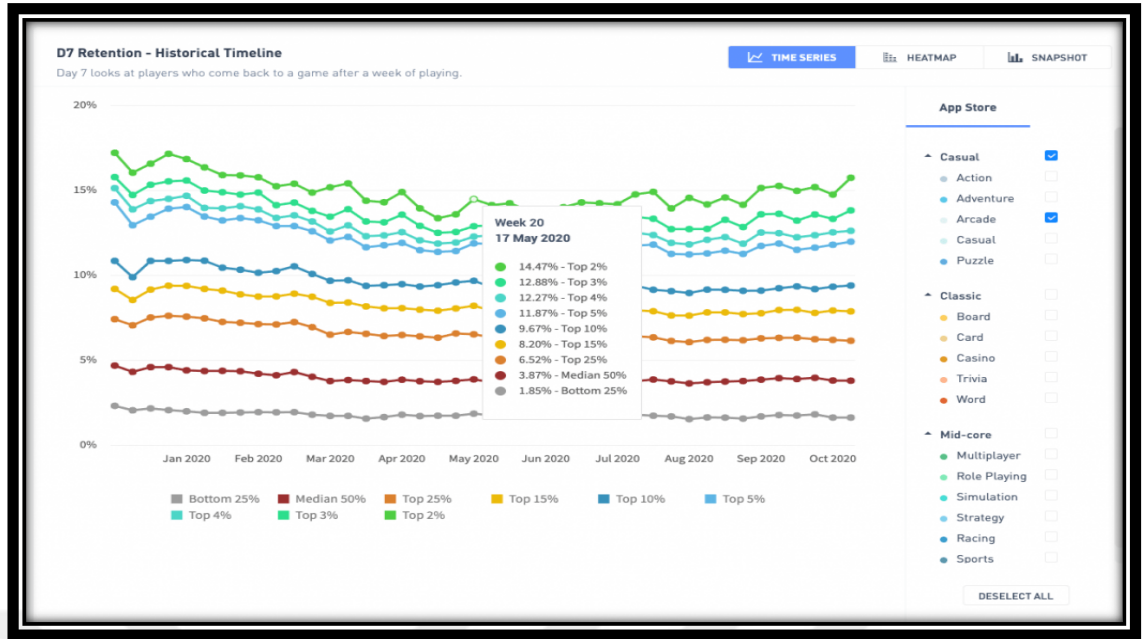 D7 Retention - Historical Timeline
Day 7 looks at players who come back to a game after a week of playing.
TIME SERIES
HEATMAP
SNAPSHOT
20%
15%
10%
5%
0%
Jan 2020 Feb 2020 Mar 2020 Apr 2020 May 2020 Jun 2020 Jul 2020 Aug 2020 Sep 2020 Oct 2020
Week 20
17 May 2020
14.47% - Top 2%
12.88% - Top 3%
12.27% - Top 4%
11.87% - Top 5%
9.67% - Top 10%
8.20% - Top 15%
6.52% - Top 25%
3.87% - Median 50%
1.85% - Bottom 25%
Bottom 25% Median 50% Top 25% Top 15% Top 10% Top 5%
Top 4% Top 3% Top 2%
App Store
Casual
Action
Adventure
Arcade
Casual
Puzzle
Classic
Board
Card
Casino
Trivia
Word
Mid-core
Multiplayer
Role Playing
Simulation
Strategy
Racing
Sports
DESELECT ALL